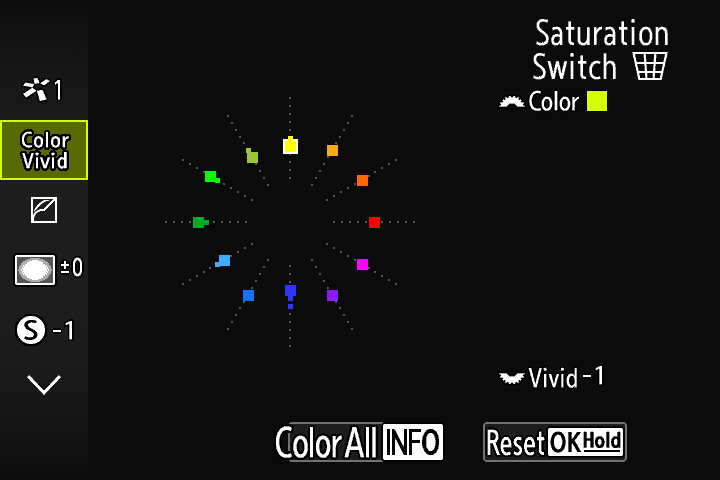 Saturation
Switch
Color
1
Color
Vivid
±0
S -1
Vivid -1
Color All INFO
Reset OK Hold